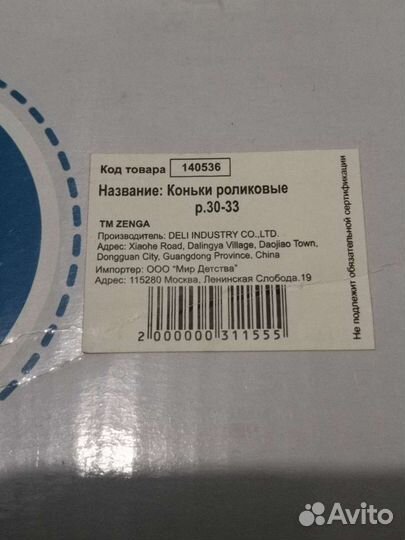 Код товара 140536
Название: Коньки роликовые
р.30-33
TM ZENGA
Производитель: DELI INDUSTRY CO.,LTD.
Адрес: Xiaohe Road, Dalingya Village, Daojiao Town,
Dongguan City, Guangdong Province, China
Импортер: ООО "Мир Детства"
Адрес: 115280 Москва, Ленинская Слобода.19
2 000000 311555
Не подлежит обязательной сертификации
Avito